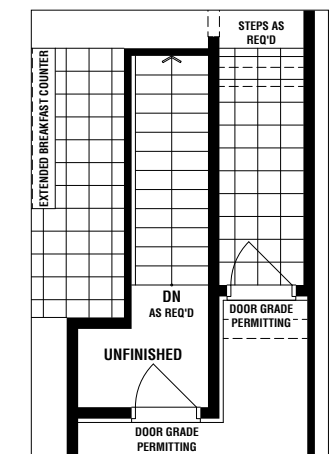 STEPS AS
REQ'D
EXTENDED BREAKFAST COUNTER
DN
AS REQ'D
DOOR GRADE
PERMITTING
UNFINISHED
DOOR GRADE
PERMITTING